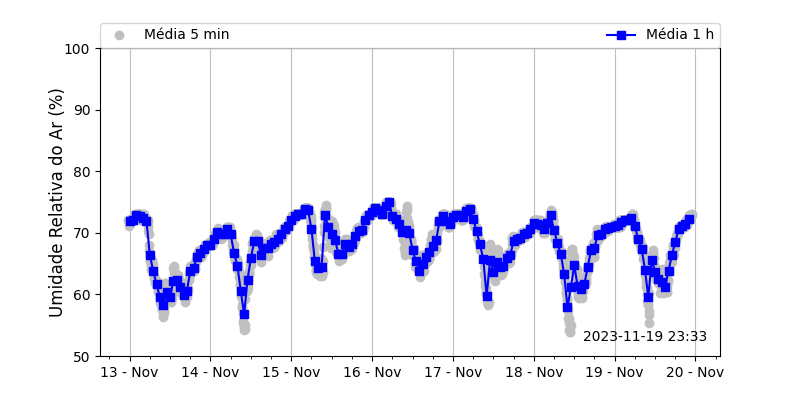 Média 5 min
Média 1 h
Umidade Relativa do Ar (%)
100
90
80
70
60
50
2023-11-19 23:33
13 - Nov
14 - Nov
15 - Nov
16 - Nov
17 - Nov
18 - Nov
19 - Nov
20 - Nov